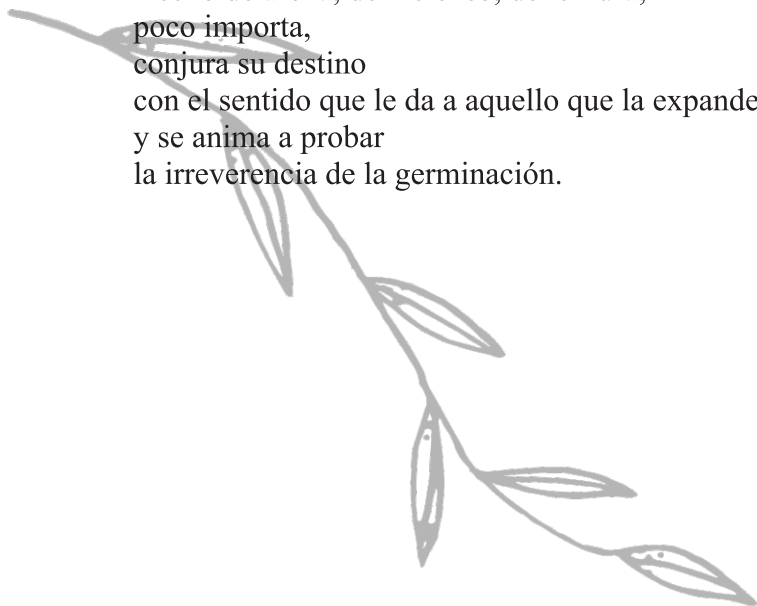 poco importa,
conjura su destino
con el sentido que le da a aquello que la expande
y se anima a probar
la irreverencia de la germinación.